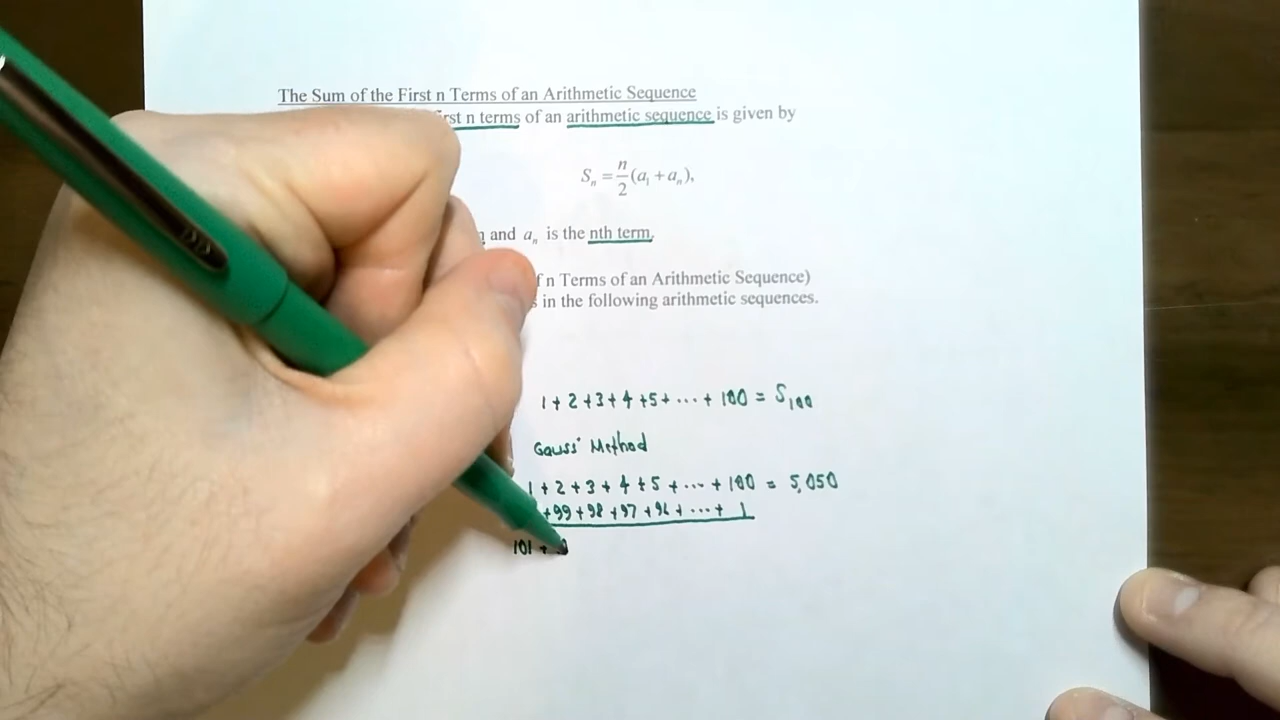 The Sum of the First n Terms of an Arithmetic Sequence
n terms of an arithmetic sequence is given by
Sₙ = n/2 (a₁ + aₙ),
and aₙ is the nth term.
n Terms of an Arithmetic Sequence)
in the following arithmetic sequences.
1 + 2 + 3 + 4 + 5 + ... + 100 = S₁₀₀
Gauss' Method
1 + 2 + 3 + 4 + 5 + ... + 100 = 5,050
+ 99 + 98 + 97 + 96 + ... + 1
101 +